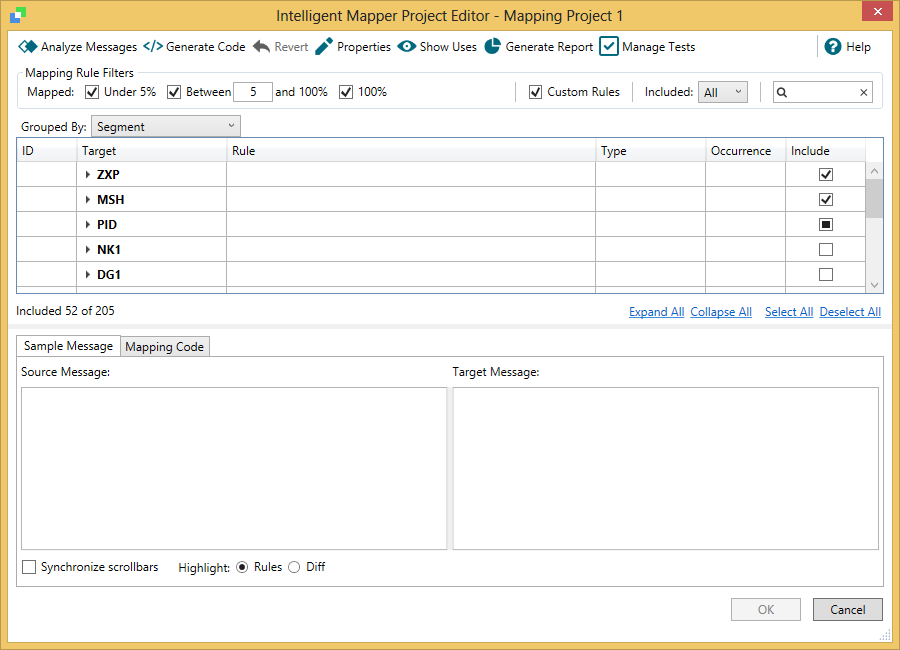 Intelligent Mapper Project Editor - Mapping Project 1
Analyze Messages </> Generate Code Revert Properties Show Uses Generate Report Manage Tests ? Help
Mapping Rule Filters
Mapped: Under 5% Between 5 and 100% 100% Custom Rules Included: All
Grouped By: Segment
ID Target Rule Type Occurrence Include
ZXP
MSH
PID
NK1
DG1
Included 52 of 205 Expand All Collapse All Select All Deselect All
Sample Message Mapping Code
Source Message: Target Message:
Synchronize scrollbars Highlight: Rules Diff
OK Cancel